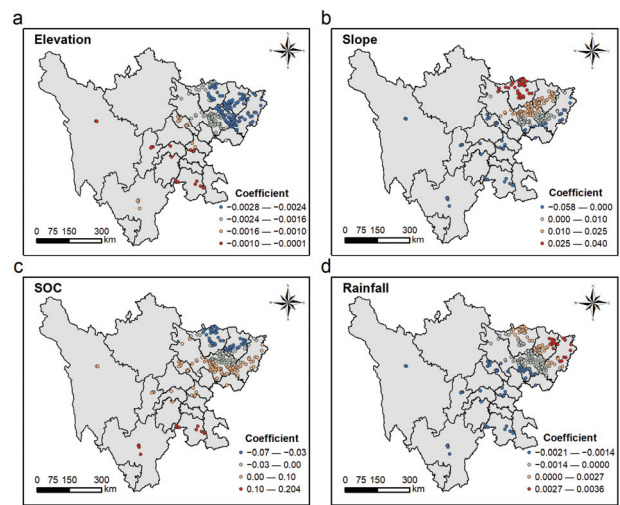 a
Elevation
Coefficient
−0.0028 — −0.0024
−0.0024 — −0.0016
−0.0016 — −0.0010
−0.0010 — −0.0001
0 75 150 300
km
b
Slope
Coefficient
−0.058 — 0.000
0.000 — 0.010
0.010 — 0.025
0.025 — 0.040
0 75 150 300
km
c
SOC
Coefficient
−0.07 — −0.03
−0.03 — 0.00
0.00 — 0.10
0.10 — 0.204
0 75 150 300
km
d
Rainfall
Coefficient
−0.0021 — −0.0014
−0.0014 — 0.0000
0.0000 — 0.0027
0.0027 — 0.0036
0 75 150 300
km